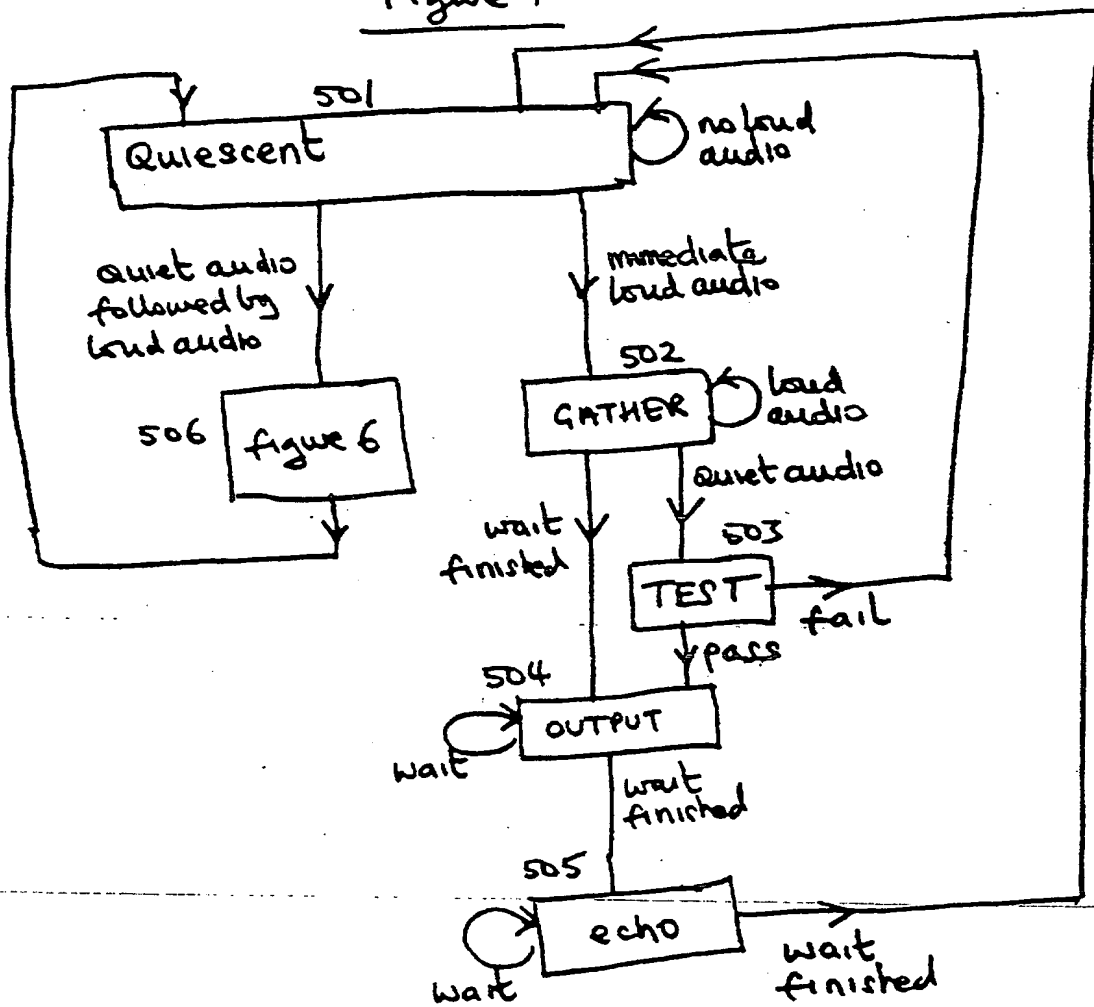 Figure
501
Quiescent
no loud
audio
Quiet audio
followed by
loud audio
immediate
loud audio
502
GATHER
loud
audio
506
figure 6
Quiet audio
wait
finished
503
TEST
fail
pass
504
OUTPUT
wait
wait
finished
505
echo
wait
wait
finished